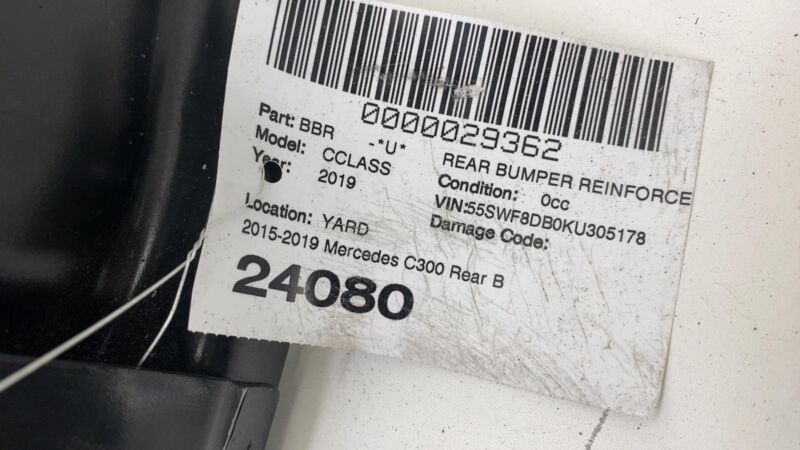 0000029362
Part: BBR -*U* REAR BUMPER REINFORCE
Model: CCLASS Condition: 0cc
Year: 2019 VIN:55SWF8DB0KU305178
Location: YARD Damage Code:
2015-2019 Mercedes C300 Rear B
24080